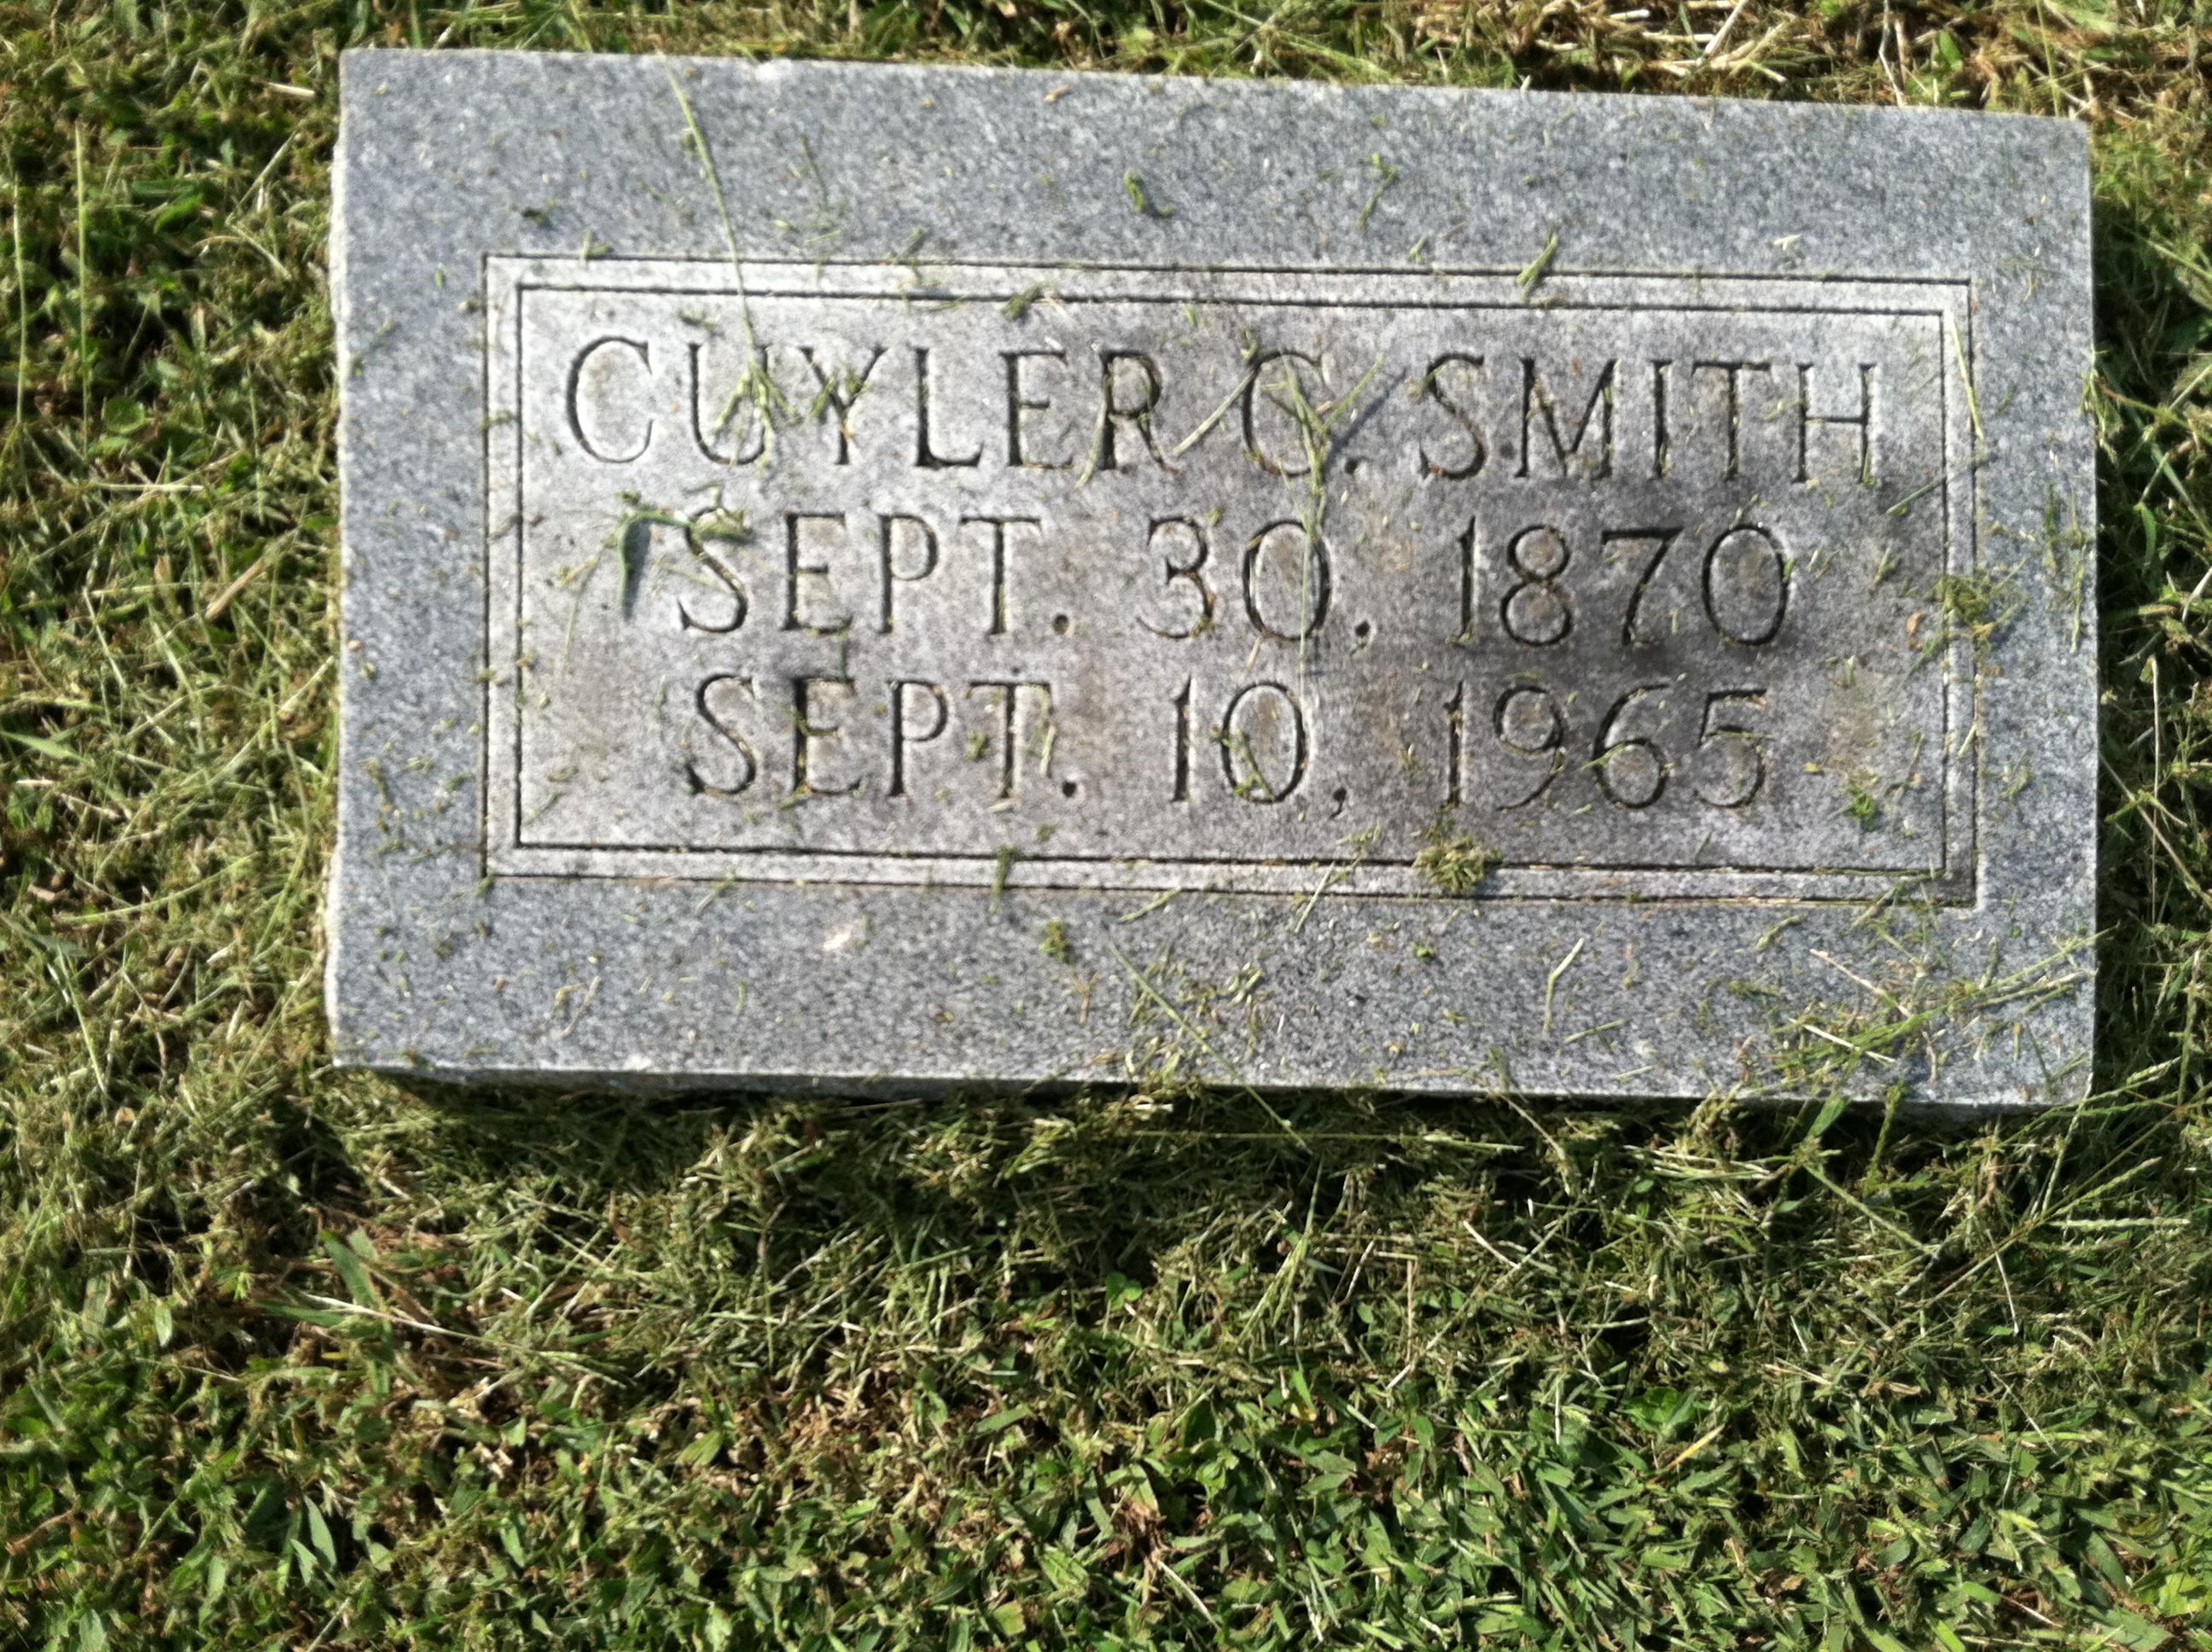 CUYLER C. SMITH
SEPT. 30, 1870
SEPT. 10, 1965